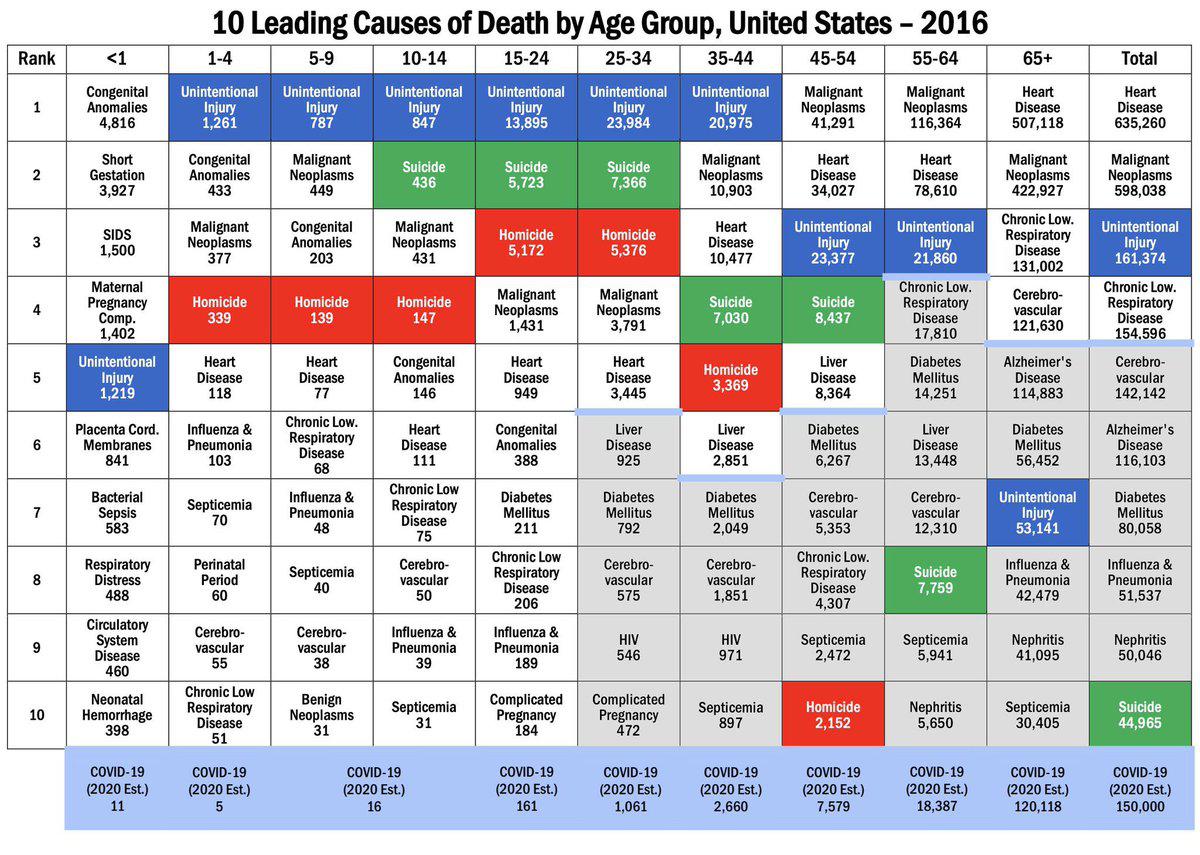 10 Leading Causes of Death by Age Group, United States – 2016
Rank <1 1-4 5-9 10-14 15-24 25-34 35-44 45-54 55-64 65+ Total
1
Congenital
Anomalies
4,816
Unintentional
Injury
1,261
Unintentional
Injury
787
Unintentional
Injury
847
Unintentional
Injury
13,895
Unintentional
Injury
23,984
Unintentional
Injury
20,975
Malignant
Neoplasms
41,291
Malignant
Neoplasms
116,364
Heart
Disease
507,118
Heart
Disease
635,260
2
Short
Gestation
3,927
Congenital
Anomalies
433
Malignant
Neoplasms
449
Suicide
436
Suicide
5,723
Suicide
7,366
Malignant
Neoplasms
10,903
Heart
Disease
34,027
Heart
Disease
78,610
Malignant
Neoplasms
422,927
Malignant
Neoplasms
598,038
3
SIDS
1,500
Malignant
Neoplasms
377
Congenital
Anomalies
203
Malignant
Neoplasms
431
Homicide
5,172
Homicide
5,376
Heart
Disease
10,477
Unintentional
Injury
23,377
Unintentional
Injury
21,860
Chronic Low.
Respiratory
Disease
131,002
Unintentional
Injury
161,374
4
Maternal
Pregnancy
Comp.
1,402
Homicide
339
Homicide
139
Homicide
147
Malignant
Neoplasms
1,431
Malignant
Neoplasms
3,791
Suicide
7,030
Suicide
8,437
Chronic Low.
Respiratory
Disease
17,810
Cerebro-
vascular
121,630
Chronic Low.
Respiratory
Disease
154,596
5
Unintentional
Injury
1,219
Heart
Disease
118
Heart
Disease
77
Congenital
Anomalies
146
Heart
Disease
949
Heart
Disease
3,445
Homicide
3,369
Liver
Disease
8,364
Diabetes
Mellitus
14,251
Alzheimer's
Disease
114,883
Cerebro-
vascular
142,142
6
Placenta Cord.
Membranes
841
Influenza &
Pneumonia
103
Chronic Low.
Respiratory
Disease
68
Heart
Disease
111
Congenital
Anomalies
388
Liver
Disease
925
Liver
Disease
2,851
Diabetes
Mellitus
6,267
Liver
Disease
13,448
Diabetes
Mellitus
56,452
Alzheimer's
Disease
116,103
7
Bacterial
Sepsis
583
Septicemia
70
Influenza &
Pneumonia
48
Chronic Low
Respiratory
Disease
75
Diabetes
Mellitus
211
Diabetes
Mellitus
792
Diabetes
Mellitus
2,049
Cerebro-
vascular
5,353
Cerebro-
vascular
12,310
Unintentional
Injury
53,141
Diabetes
Mellitus
80,058
8
Respiratory
Distress
488
Perinatal
Period
60
Septicemia
40
Cerebro-
vascular
50
Chronic Low
Respiratory
Disease
206
Cerebro-
vascular
575
Cerebro-
vascular
1,851
Chronic Low.
Respiratory
Disease
4,307
Suicide
7,759
Influenza &
Pneumonia
42,479
Influenza &
Pneumonia
51,537
9
Circulatory
System
Disease
460
Cerebro-
vascular
55
Cerebro-
vascular
38
Influenza &
Pneumonia
39
Influenza &
Pneumonia
189
HIV
546
HIV
971
Septicemia
2,472
Septicemia
5,941
Nephritis
41,095
Nephritis
50,046
10
Neonatal
Hemorrhage
398
Chronic Low
Respiratory
Disease
51
Benign
Neoplasms
31
Septicemia
31
Complicated
Pregnancy
184
Complicated
Pregnancy
472
Septicemia
897
Homicide
2,152
Nephritis
5,650
Septicemia
30,405
Suicide
44,965
COVID-19
(2020 Est.)
11
COVID-19
(2020 Est.)
5
COVID-19
(2020 Est.)
16
COVID-19
(2020 Est.)
161
COVID-19
(2020 Est.)
1,061
COVID-19
(2020 Est.)
2,660
COVID-19
(2020 Est.)
7,579
COVID-19
(2020 Est.)
18,387
COVID-19
(2020 Est.)
120,118
COVID-19
(2020 Est.)
150,000